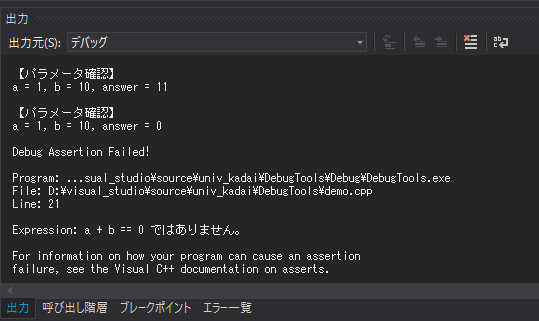 出力
出力元(S): デバッグ
【パラメータ確認】
a = 1, b = 10, answer = 11
【パラメータ確認】
a = 1, b = 10, answer = 0
Debug Assertion Failed!
Program: ...sual_studio¥source¥univ_kadai¥DebugTools¥Debug¥DebugTools.exe
File: D:¥visual_studio¥source¥univ_kadai¥DebugTools¥demo.cpp
Line: 21
Expression: a + b == 0 ではありません。
For information on how your program can cause an assertion
failure, see the Visual C++ documentation on asserts.
出力 呼び出し階層 ブレークポイント エラー一覧